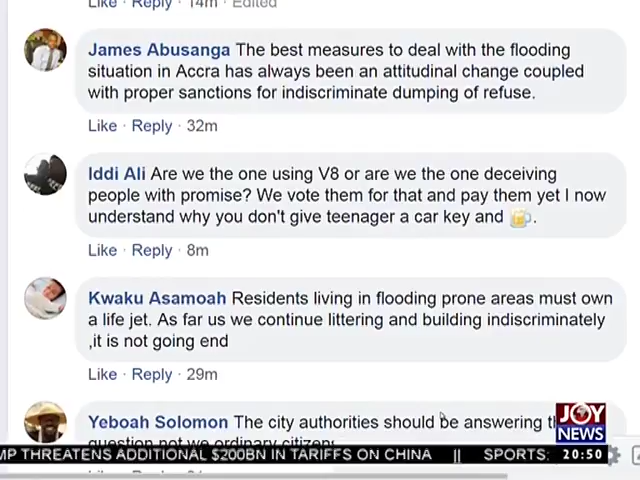 Like · Reply · 14m · Edited
James Abusanga The best measures to deal with the flooding
situation in Accra has always been an attitudinal change coupled
with proper sanctions for indiscriminate dumping of refuse.
Like · Reply · 32m
Iddi Ali Are we the one using V8 or are we the one deceiving
people with promise? We vote them for that and pay them yet I now
understand why you don't give teenager a car key and 🍺.
Like · Reply · 8m
Kwaku Asamoah Residents living in flooding prone areas must own
a life jet. As far us we continue littering and building indiscriminately
,it is not going end
Like · Reply · 29m
Yeboah Solomon The city authorities should be answering
question not we ordinary citizens
JOY
NEWS
MP THREATENS ADDITIONAL $200BN IN TARIFFS ON CHINA || SPORTS: 20:50